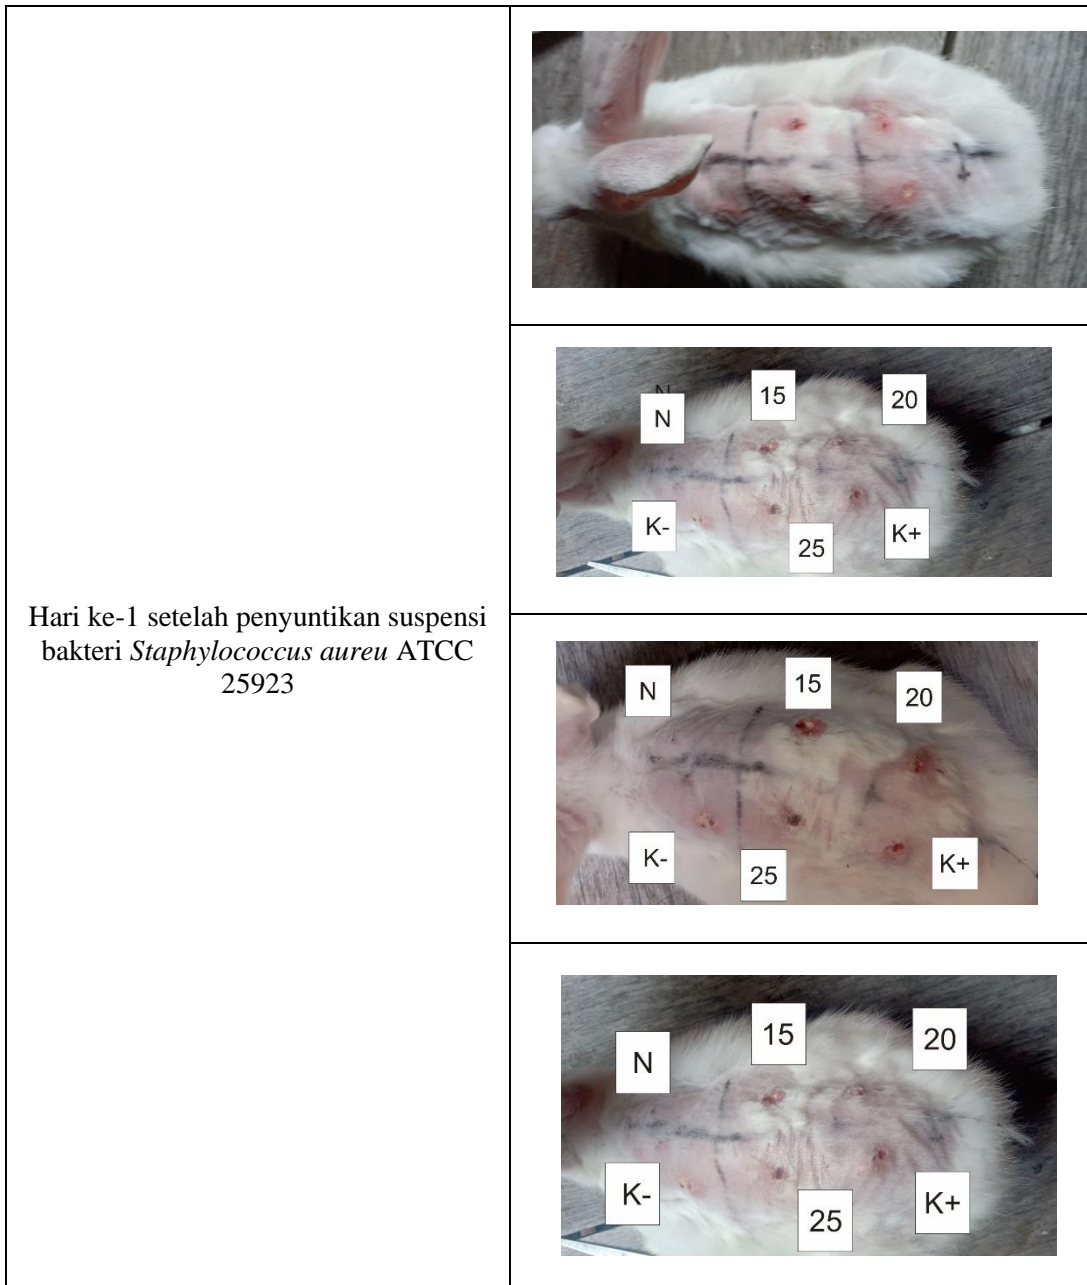 Hari ke-1 setelah penyuntikan suspensi
bakteri Staphylococcus aureu ATCC
25923
N
N
15
20
K-
25
K+
N
15
20
K-
25
K+
N
15
20
K-
25
K+